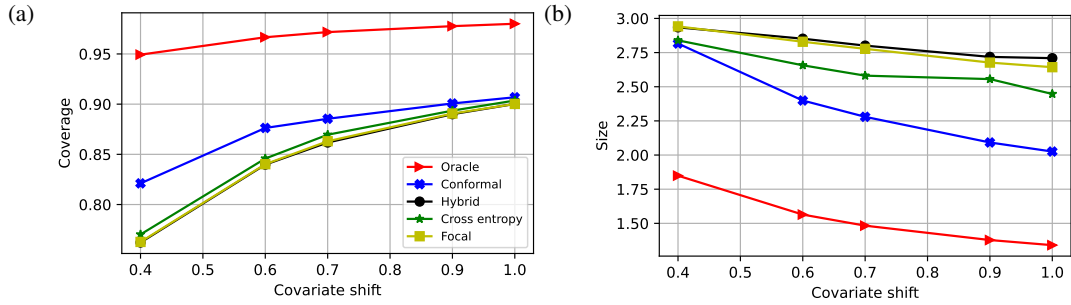 (a)
Coverage
0.95
0.90
0.85
0.80
0.4 0.5 0.6 0.7 0.8 0.9 1.0
Covariate shift
Oracle
Conformal
Hybrid
Cross entropy
Focal
(b)
Size
3.00
2.75
2.50
2.25
2.00
1.75
1.50
0.4 0.5 0.6 0.7 0.8 0.9 1.0
Covariate shift